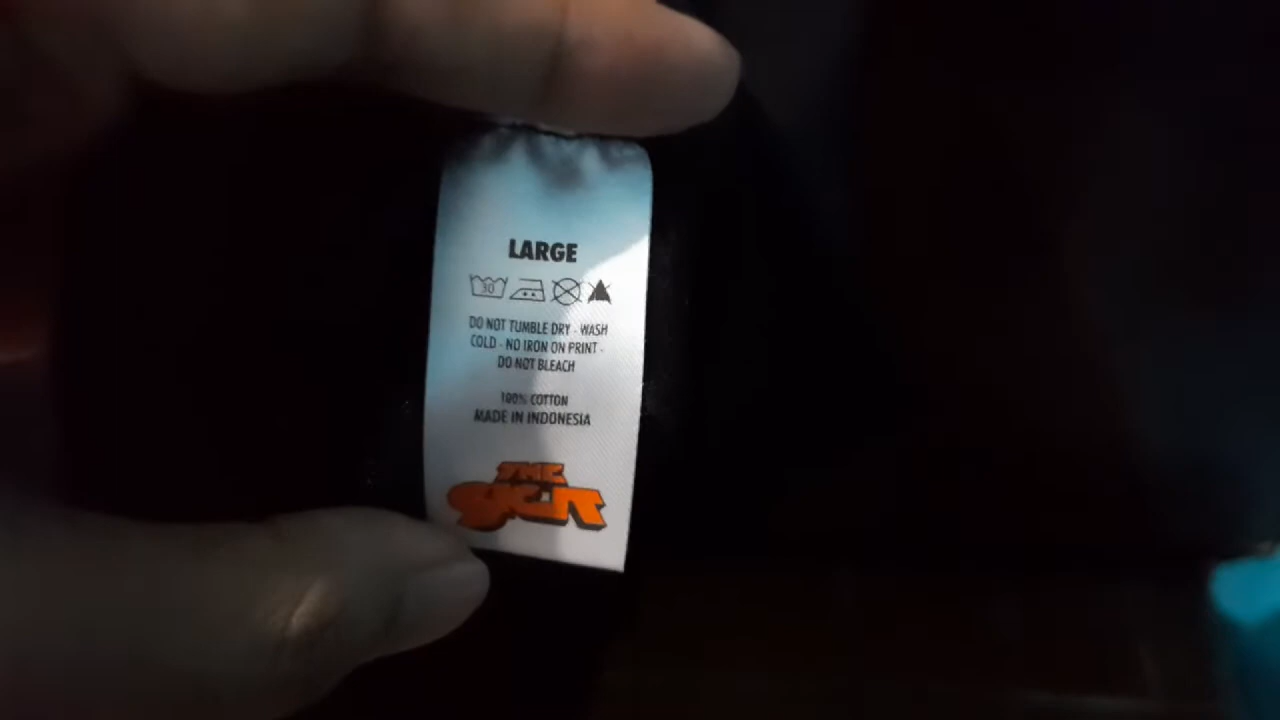 LARGE
30
DO NOT TUMBLE DRY - WASH
COLD - NO IRON ON PRINT -
DO NOT BLEACH
100% COTTON
MADE IN INDONESIA
THE